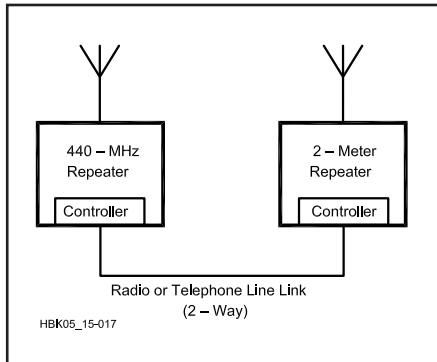 440 – MHz
Repeater
Controller
2 – Meter
Repeater
Controller
Radio or Telephone Line Link
(2 – Way)
HBK05_15-017